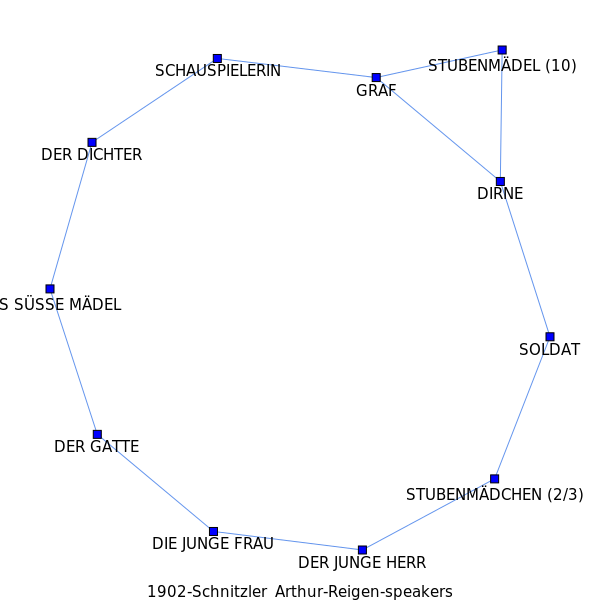 STUBENMÄDEL (10)
SCHAUSPIELERIN
GRAF
DER DICHTER
DIRNE
S SÜSSE MÄDEL
SOLDAT
DER GATTE
STUBENMÄDCHEN (2/3)
DIE JUNGE FRAU
DER JUNGE HERR
1902-Schnitzler_Arthur-Reigen-speakers